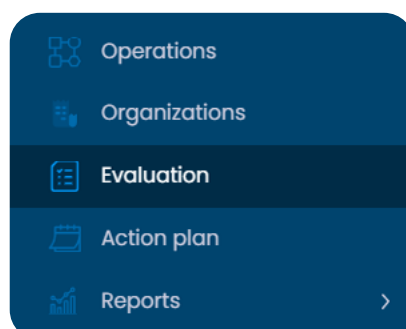 Operations
Organizations
Evaluation
Action plan
Reports